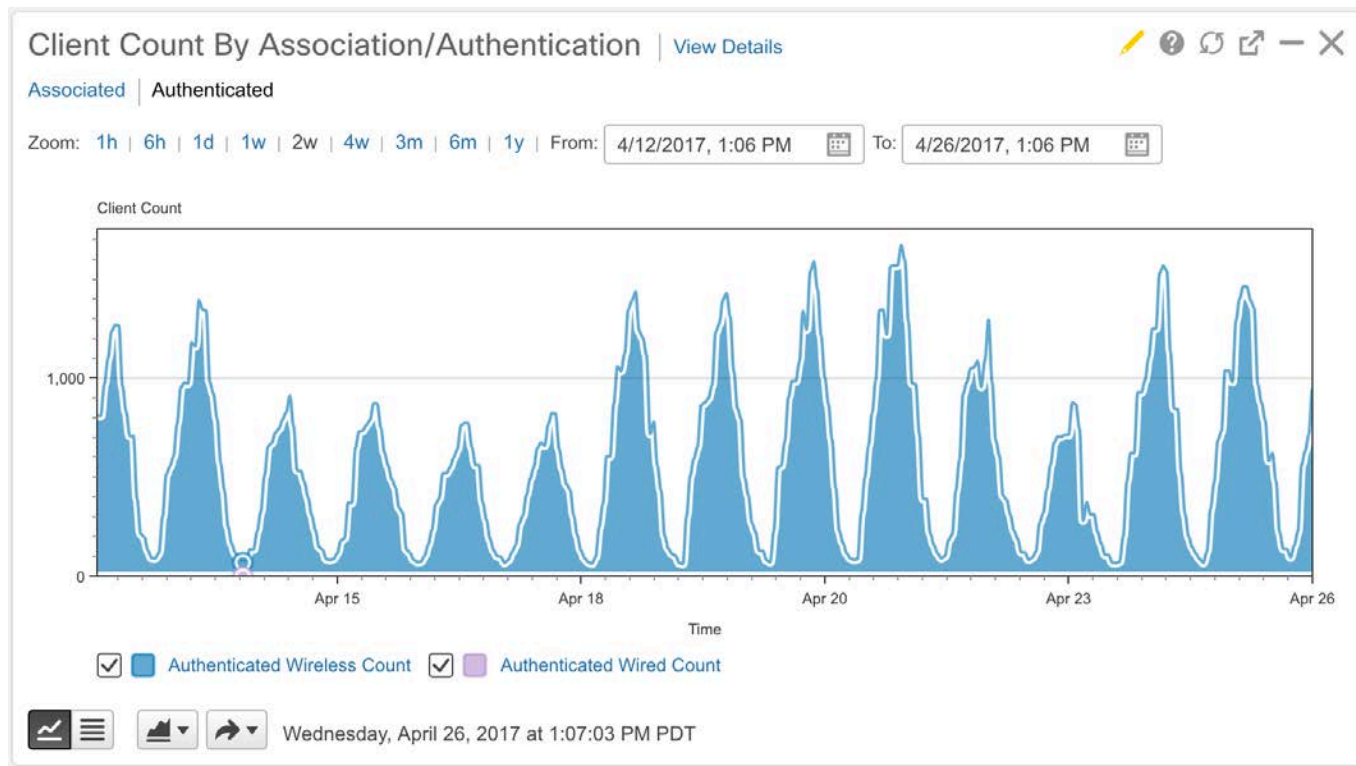 Client Count By Association/Authentication | View Details
Associated | Authenticated
Zoom: 1h | 6h | 1d | 1w | 2w | 4w | 3m | 6m | 1y | From: 4/12/2017, 1:06 PM To: 4/26/2017, 1:06 PM
Client Count
1,000
0
Apr 15 Apr 18 Apr 20 Apr 23 Apr 26
Time
Authenticated Wireless Count Authenticated Wired Count
Wednesday, April 26, 2017 at 1:07:03 PM PDT